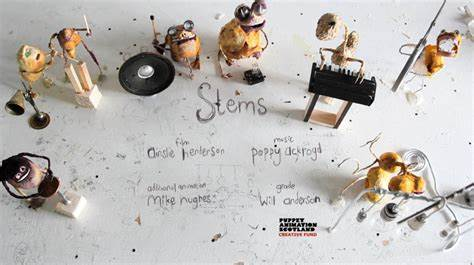 Stems
film
ainslie henderson
music
poppy ackroyd
additional animation
Mike hughes
grade
Will anderson
PUPPET
ANIMATION
SCOTLAND
CREATIVE FUND